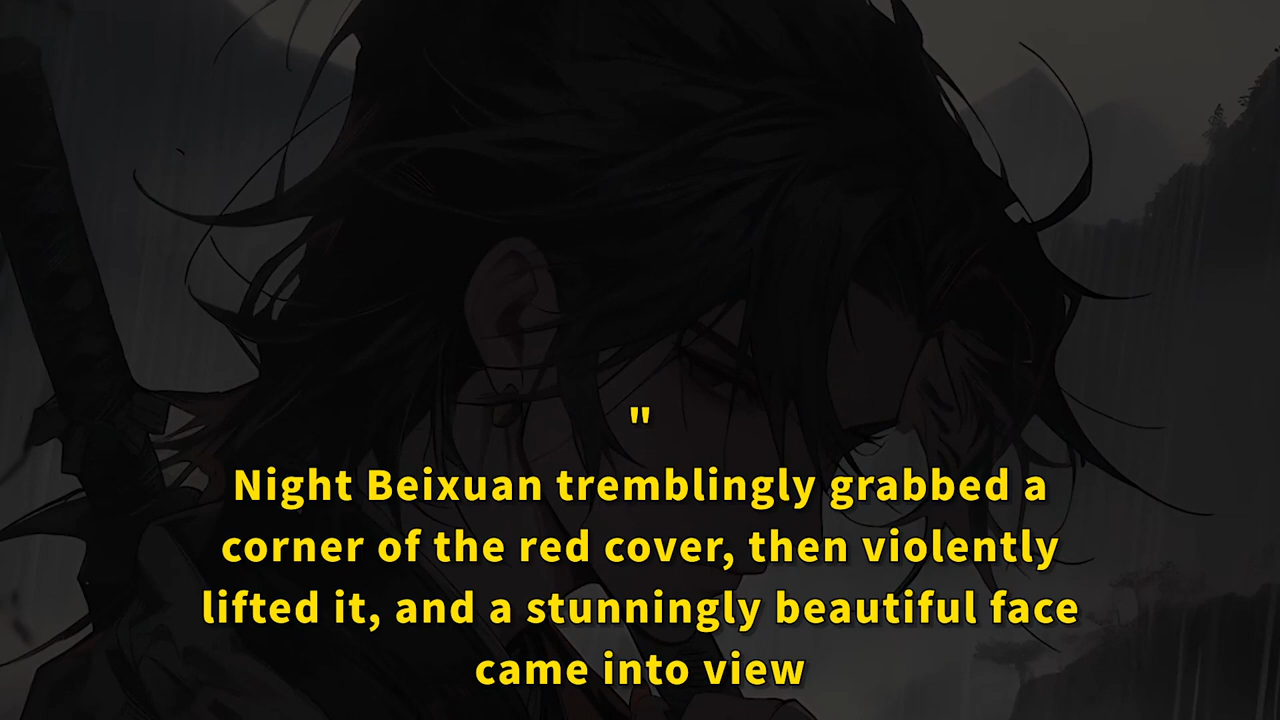 "
Night Beixuan tremblingly grabbed a
corner of the red cover, then violently
lifted it, and a stunningly beautiful face
came into view